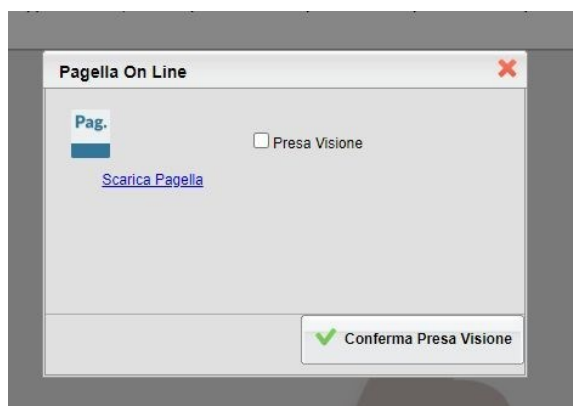 Pagella On Line
Pag.
Presa Visione
Scarica Pagella
Conferma Presa Visione